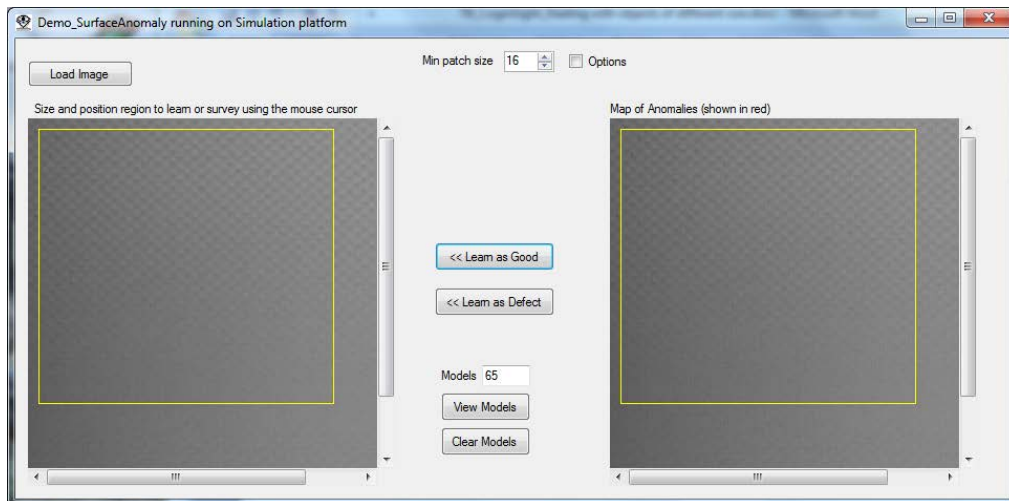 Demo_SurfaceAnomaly running on Simulation platform
Load Image
Min patch size 16 Options
Size and position region to learn or survey using the mouse cursor
Map of Anomalies (shown in red)
<< Learn as Good
<< Learn as Defect
Models 65
View Models
Clear Models